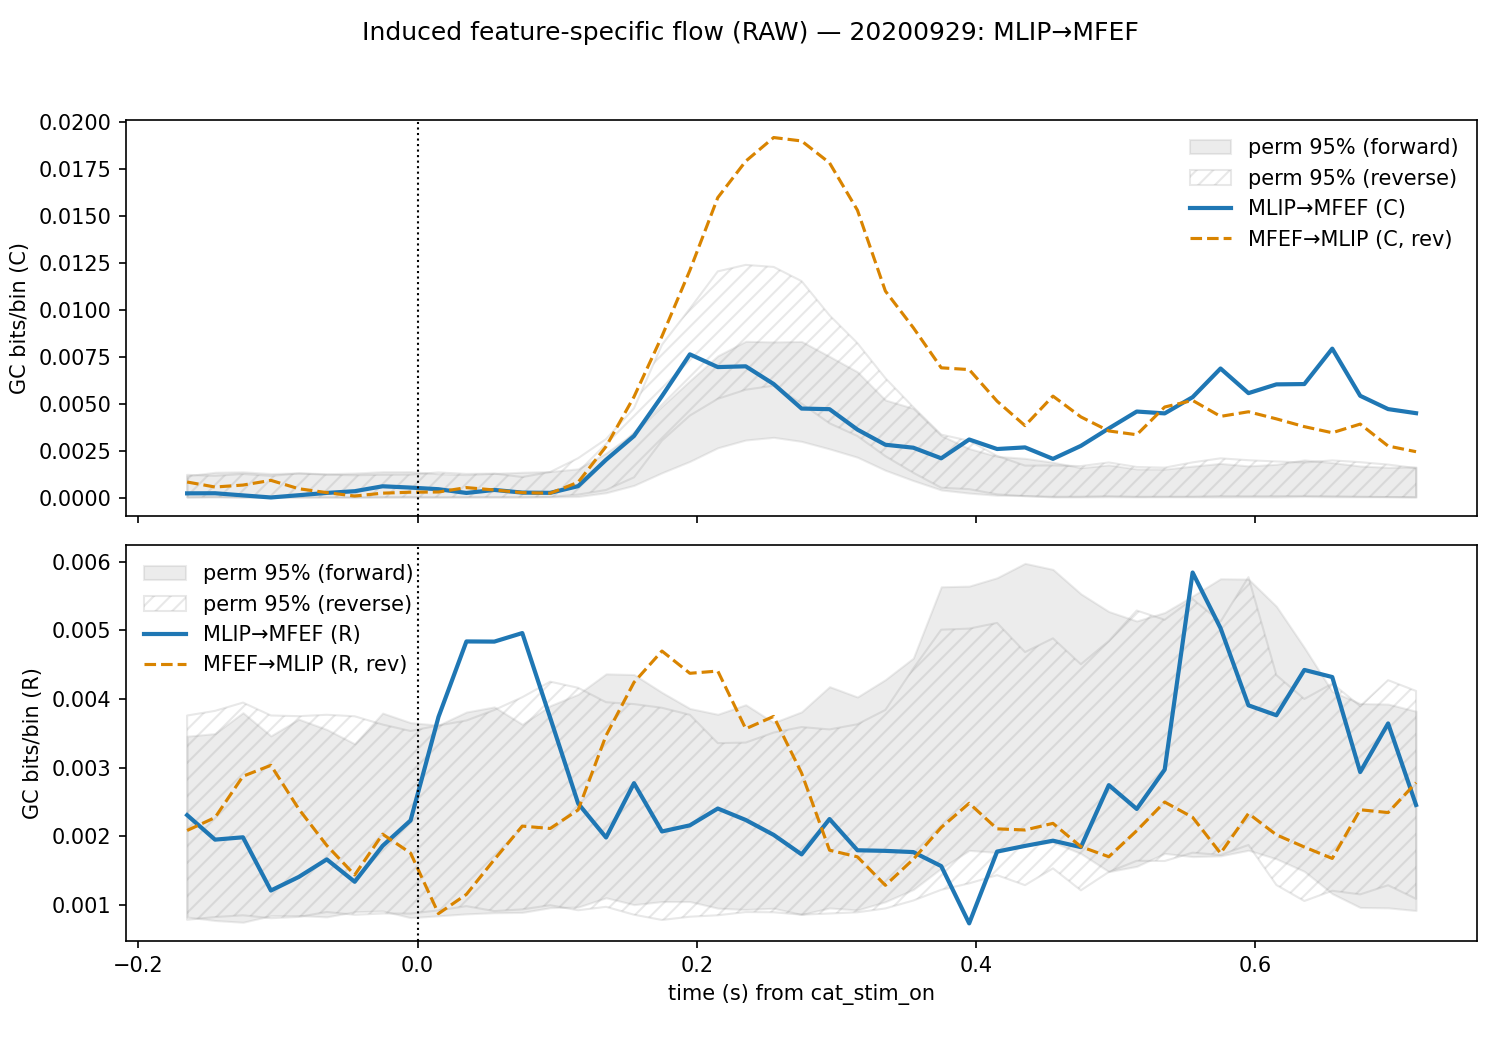 Induced feature-specific flow (RAW) — 20200929: MLIP→MFEF
GC bits/bin (C)
0.0200
0.0175
0.0150
0.0125
0.0100
0.0075
0.0050
0.0025
0.0000
perm 95% (forward)
perm 95% (reverse)
MLIP→MFEF (C)
MFEF→MLIP (C, rev)
GC bits/bin (R)
0.006
0.005
0.004
0.003
0.002
0.001
perm 95% (forward)
perm 95% (reverse)
MLIP→MFEF (R)
MFEF→MLIP (R, rev)
−0.2 0.0 0.2 0.4 0.6
time (s) from cat_stim_on